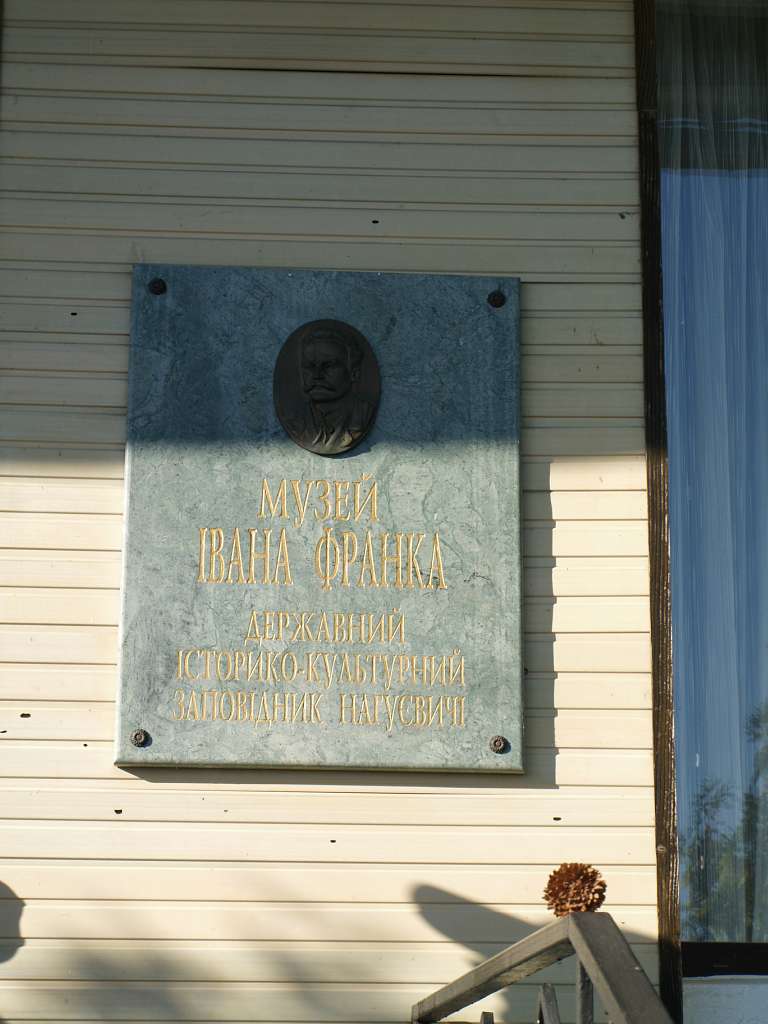 МУЗЕЙ
ІВАНА ФРАНКА
ДЕРЖАВНИЙ
ІСТОРИКО-КУЛЬТУРНИЙ
ЗАПОВІДНИК НАГУЄВИЧІ